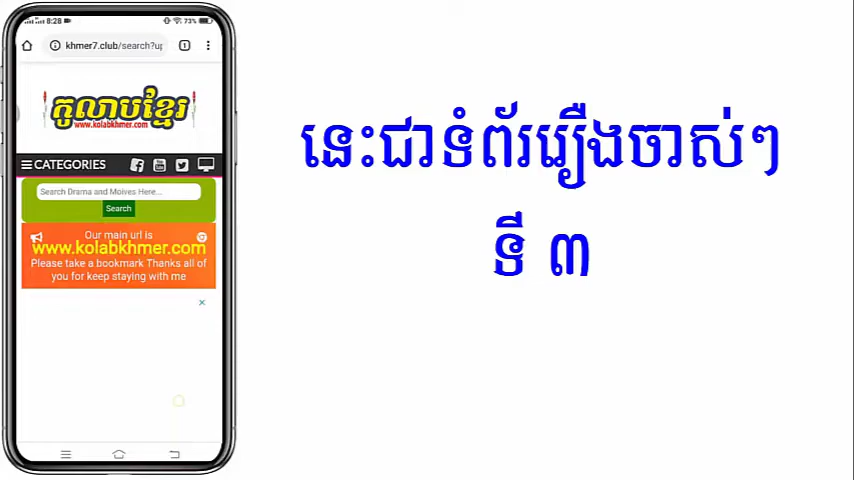 8:28
73%
khmer7.club/search?up
1
កូលាបខ្មែរ
www.kolabkhmer.com
CATEGORIES
Search Drama and Moives Here...
Search
Our main url is
www.kolabkhmer.com
Please take a bookmark Thanks all of
you for keep staying with me
នេះជាទំព័ររឿងចាស់ៗ
ទី ៣